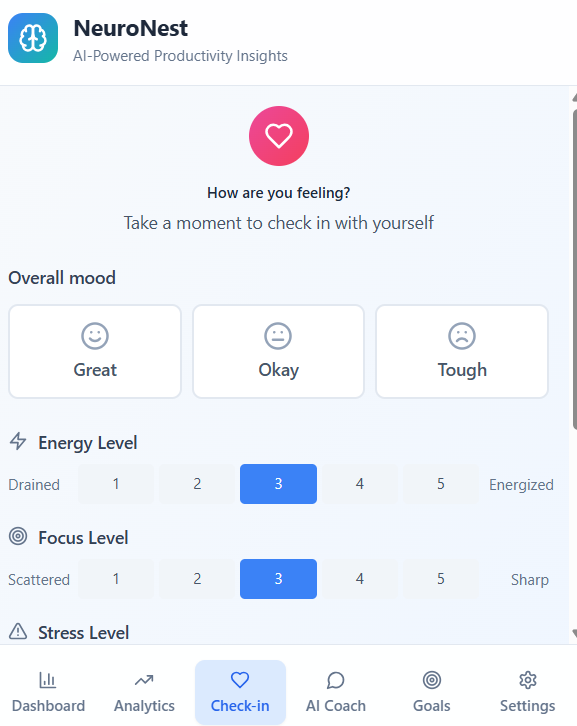 NeuroNest
AI-Powered Productivity Insights
How are you feeling?
Take a moment to check in with yourself
Overall mood
Great Okay Tough
Energy Level
Drained 1 2 3 4 5 Energized
Focus Level
Scattered 1 2 3 4 5 Sharp
Stress Level
Dashboard Analytics Check-in AI Coach Goals Settings